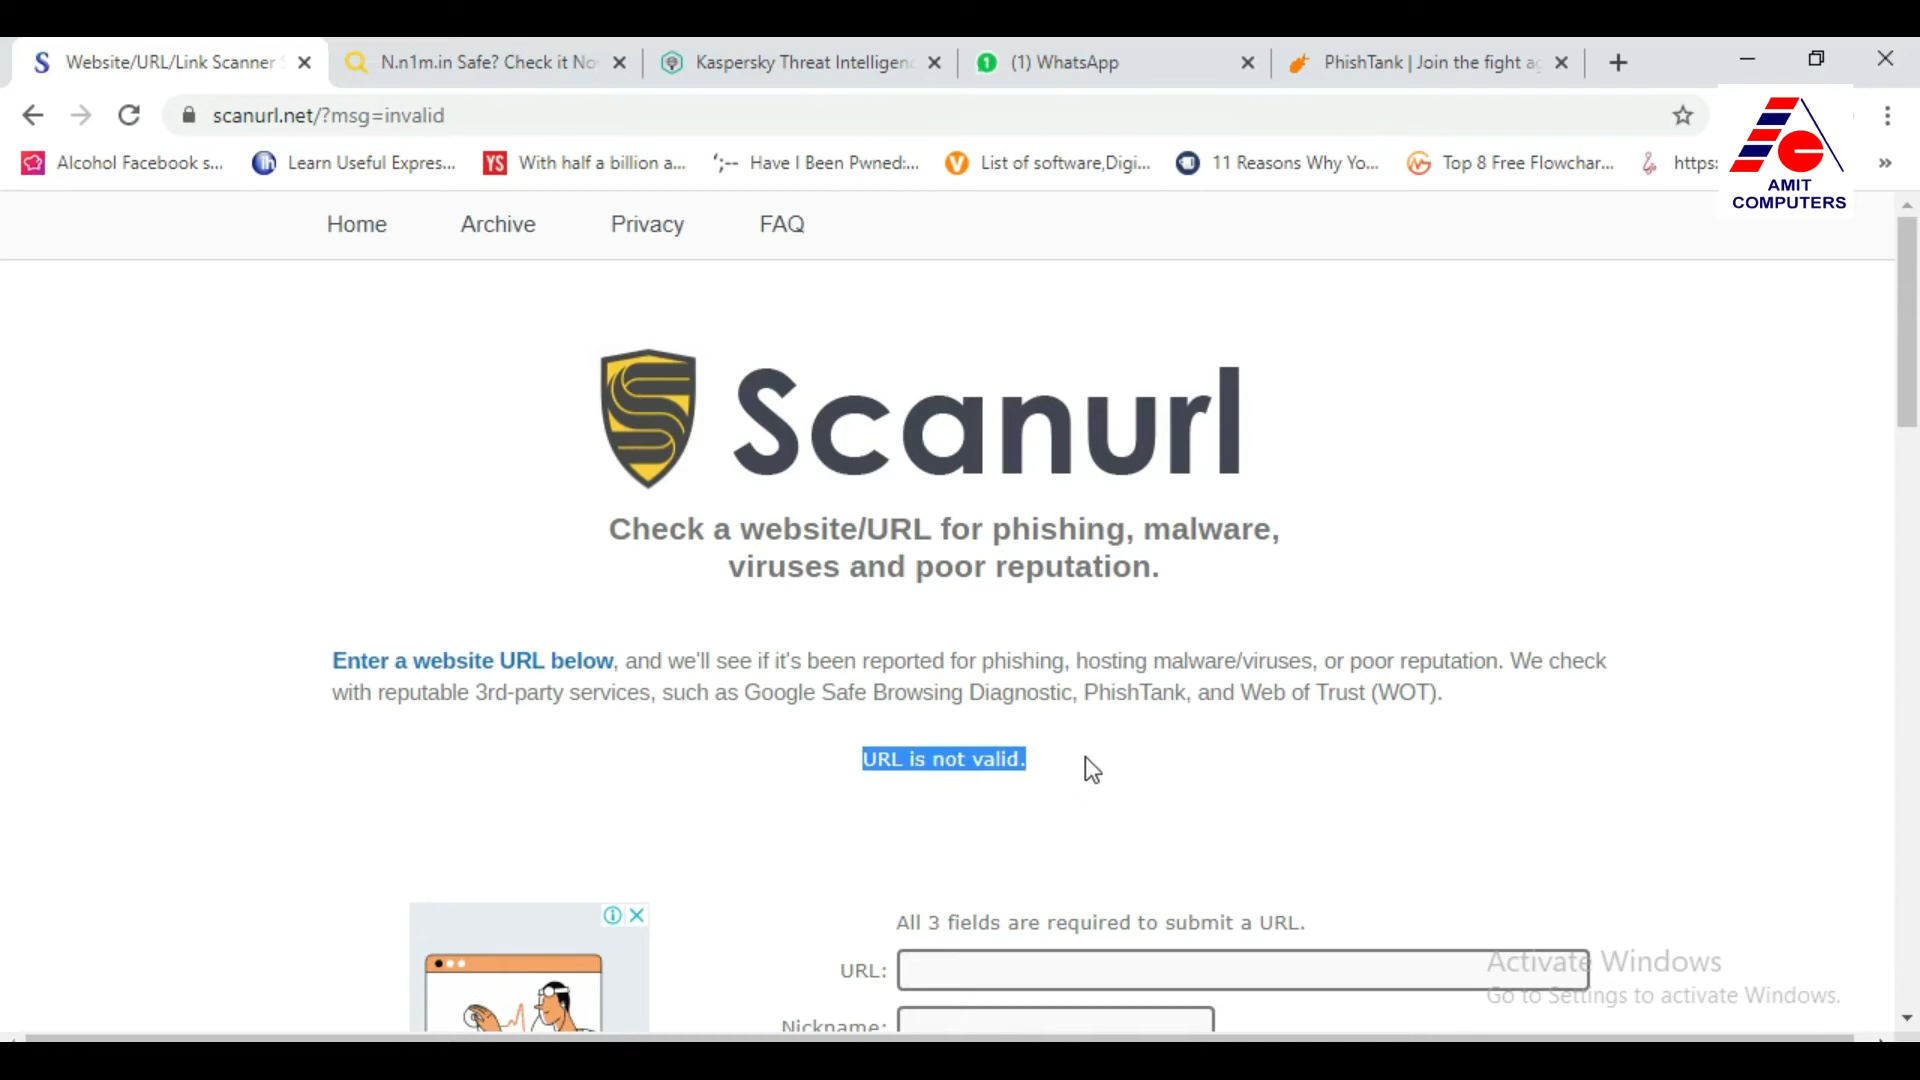 Website/URL/Link Scanner
N.n1m.in Safe? Check it No
Kaspersky Threat Intelligen
(1) WhatsApp
PhishTank | Join the fight ag
scanurl.net/?msg=invalid
Alcohol Facebook s...
Learn Useful Expres...
YS With half a billion a...
Have I Been Pwned:...
List of software,Digi...
11 Reasons Why Yo...
Top 8 Free Flowchar...
https:
AMIT
COMPUTERS
Home Archive Privacy FAQ
Scanurl
Check a website/URL for phishing, malware,
viruses and poor reputation.
Enter a website URL below, and we'll see if it's been reported for phishing, hosting malware/viruses, or poor reputation. We check
with reputable 3rd-party services, such as Google Safe Browsing Diagnostic, PhishTank, and Web of Trust (WOT).
URL is not valid.
All 3 fields are required to submit a URL.
URL:
Nickname:
Activate Windows
Go to Settings to activate Windows.